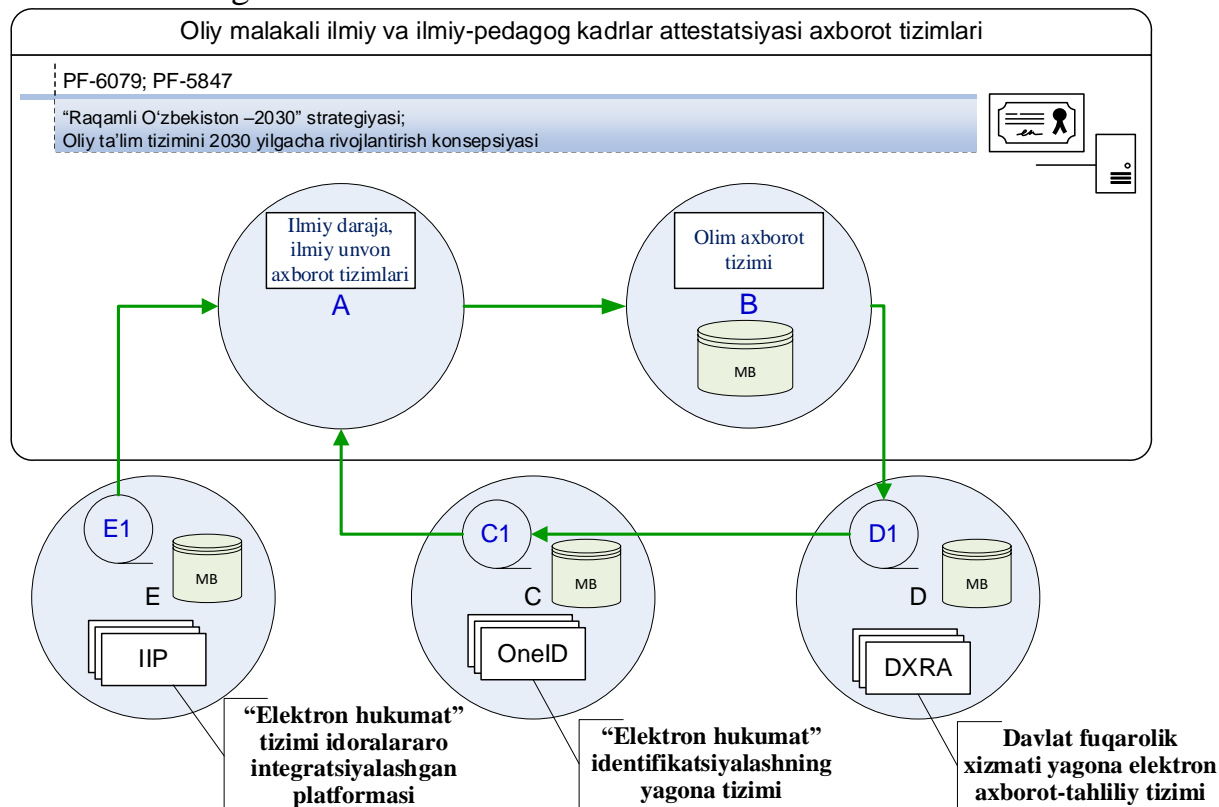 Oliy malakali ilmiy va ilmiy-pedagog kadrlar attestatsiyasi axborot tizimlari
PF-6079; PF-5847
“Raqamli O‘zbekiston –2030” strategiyasi;
Oliy ta’lim tizimini 2030 yilgacha rivojlantirish konsepsiyasi
Ilmiy daraja,
ilmiy unvon
axborot tizimlari
A
Olim axborot
tizimi
B
MB
E1
MB
E
IIP
C1
MB
C
OneID
D1
MB
D
DXRA
“Elektron hukumat”
tizimi idoralararo
integratsiyalashgan
platformasi
“Elektron hukumat”
identifikatsiyalashning
yagona tizimi
Davlat fuqarolik
xizmati yagona elektron
axborot-tahliliy tizimi